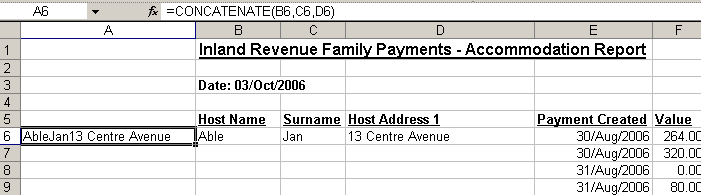 A6 fx =CONCATENATE(B6,C6,D6)
A B C D E F
1 Inland Revenue Family Payments - Accommodation Report
2
3 Date: 03/Oct/2006
4
5 Host Name Surname Host Address 1 Payment Created Value
6 AbleJan13 Centre Avenue Able Jan 13 Centre Avenue 30/Aug/2006 264.00
7 30/Aug/2006 320.00
8 31/Aug/2006 0.00
9 31/Aug/2006 80.00